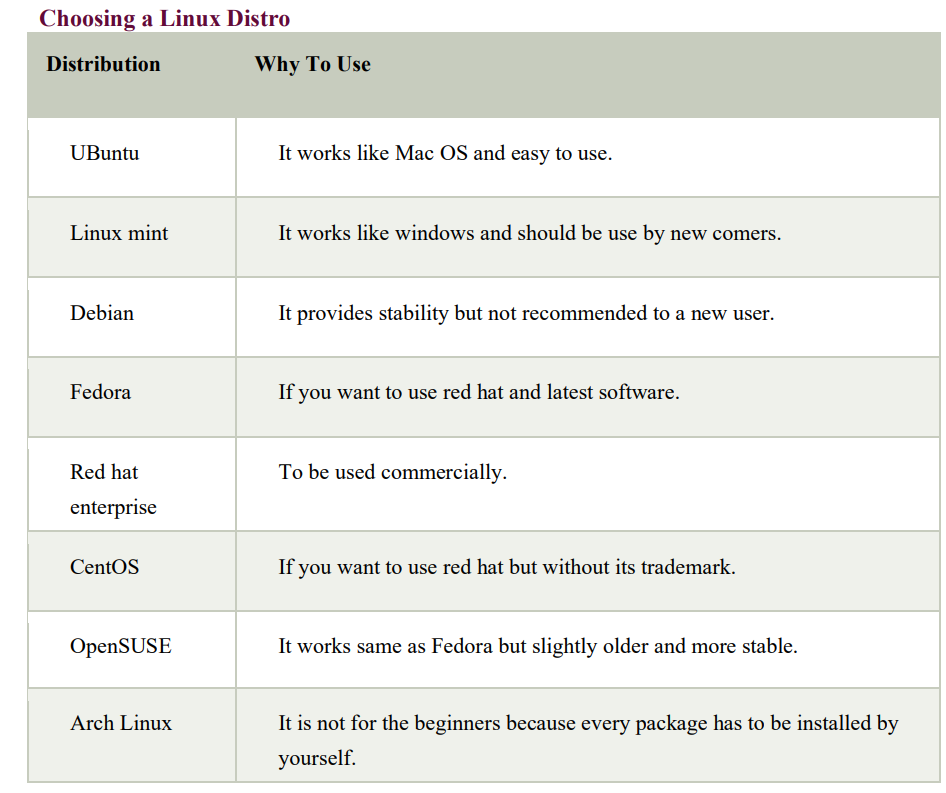 Choosing a Linux Distro
Distribution Why To Use
UBuntu It works like Mac OS and easy to use.
Linux mint It works like windows and should be use by new comers.
Debian It provides stability but not recommended to a new user.
Fedora If you want to use red hat and latest software.
Red hat To be used commercially.
enterprise
CentOS If you want to use red hat but without its trademark.
OpenSUSE It works same as Fedora but slightly older and more stable.
Arch Linux It is not for the beginners because every package has to be installed by
yourself.